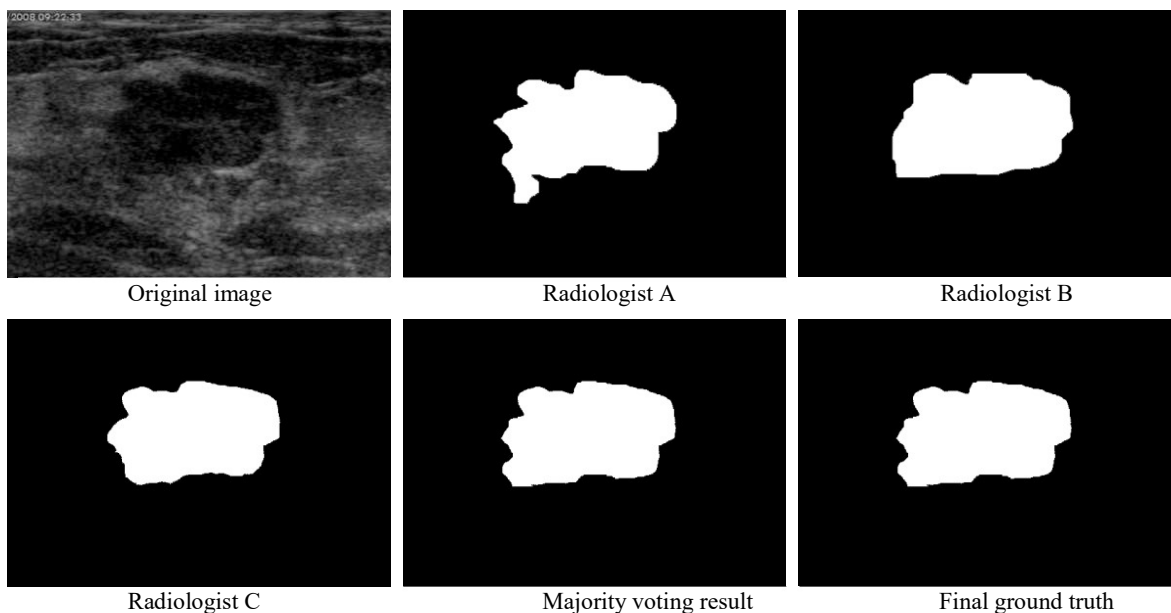 /2008 09:22:33
Original image
Radiologist A
Radiologist B
Radiologist C
Majority voting result
Final ground truth